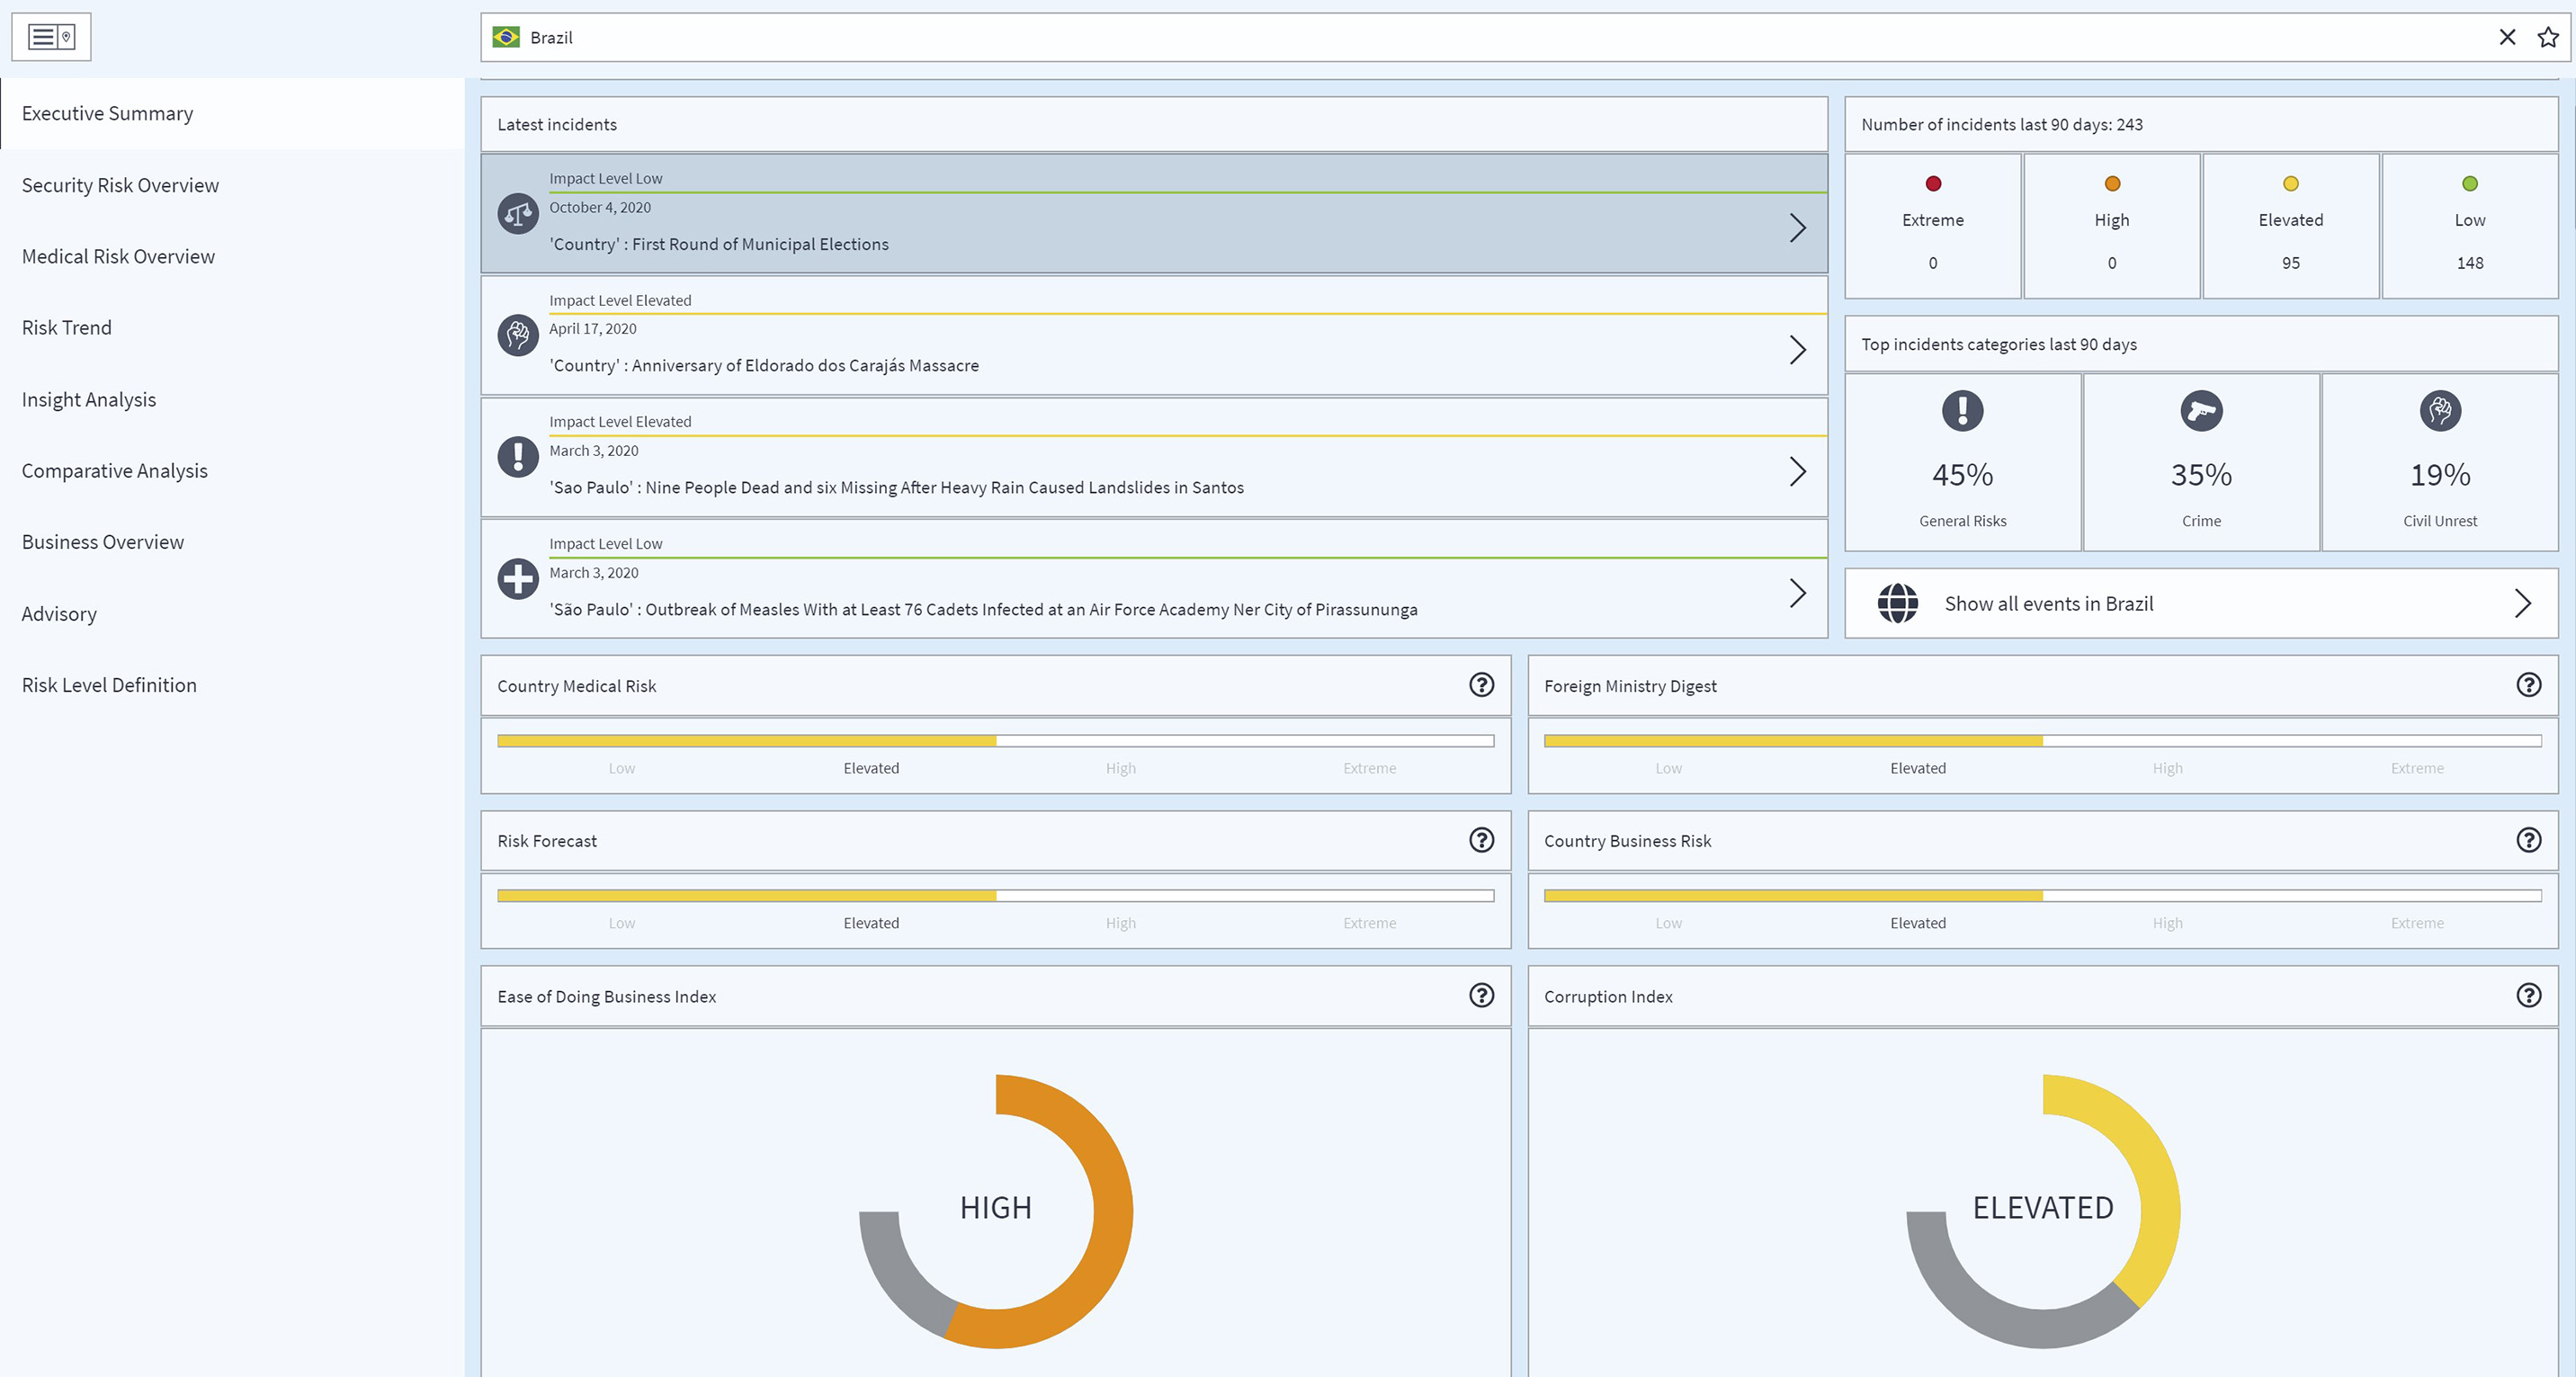 Brazil
Executive Summary
Security Risk Overview
Medical Risk Overview
Risk Trend
Insight Analysis
Comparative Analysis
Business Overview
Advisory
Risk Level Definition
Latest incidents
Impact Level Low
October 4, 2020
'Country' : First Round of Municipal Elections
Impact Level Elevated
April 17, 2020
'Country' : Anniversary of Eldorado dos Carajás Massacre
Impact Level Elevated
March 3, 2020
'Sao Paulo' : Nine People Dead and six Missing After Heavy Rain Caused Landslides in Santos
Impact Level Low
March 3, 2020
'São Paulo' : Outbreak of Measles With at Least 76 Cadets Infected at an Air Force Academy Ner City of Pirassununga
Number of incidents last 90 days: 243
Extreme
0
High
0
Elevated
95
Low
148
Top incidents categories last 90 days
45%
General Risks
35%
Crime
19%
Civil Unrest
Show all events in Brazil
Country Medical Risk
Low Elevated High Extreme
Foreign Ministry Digest
Low Elevated High Extreme
Risk Forecast
Low Elevated High Extreme
Country Business Risk
Low Elevated High Extreme
Ease of Doing Business Index
HIGH
Corruption Index
ELEVATED